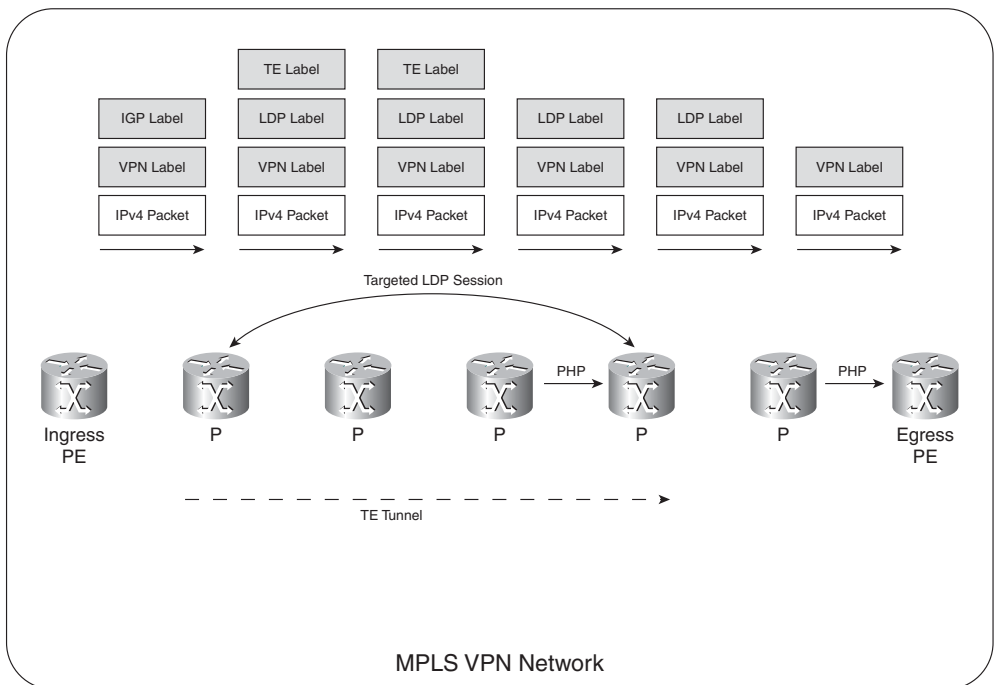 TE Label TE Label
IGP Label LDP Label LDP Label LDP Label LDP Label
VPN Label VPN Label VPN Label VPN Label VPN Label VPN Label
IPv4 Packet IPv4 Packet IPv4 Packet IPv4 Packet IPv4 Packet IPv4 Packet
Targeted LDP Session
PHP PHP
Ingress P P P P P Egress
PE PE
TE Tunnel
MPLS VPN Network